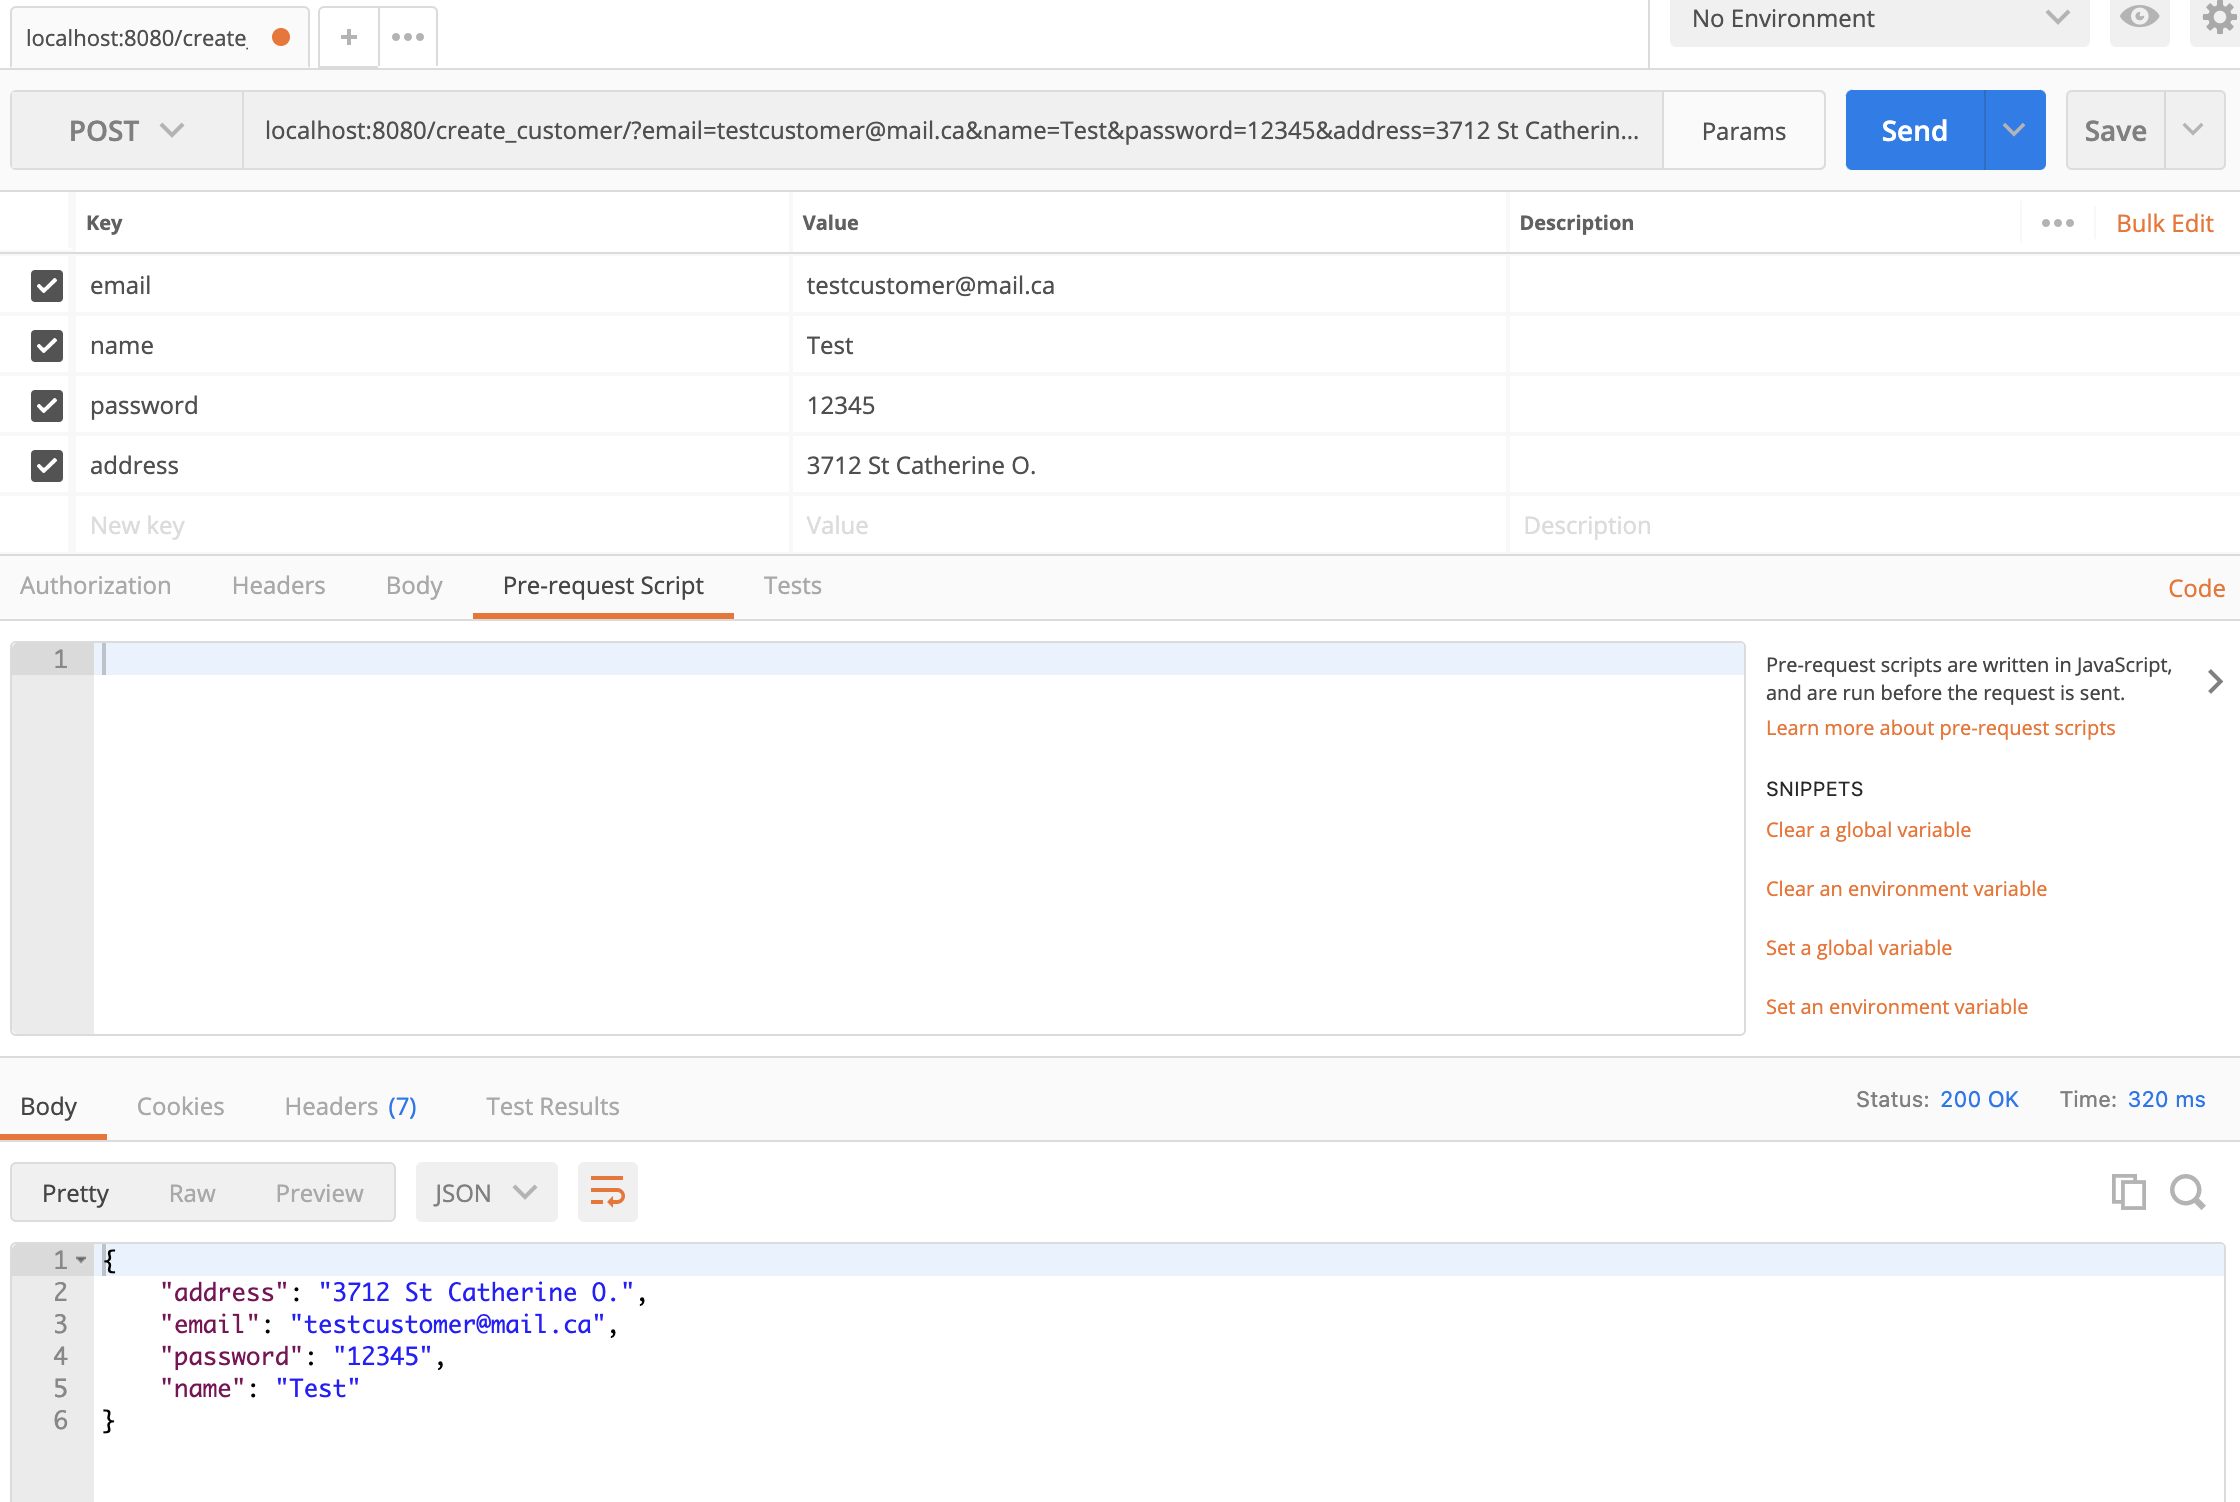 localhost:8080/create_
No Environment
POST
localhost:8080/create_customer/?email=testcustomer@mail.ca&name=Test&password=12345&address=3712 St Catherin...
Params
Send
Save
Key Value Description Bulk Edit
email testcustomer@mail.ca
name Test
password 12345
address 3712 St Catherine O.
New key Value Description
Authorization Headers Body Pre-request Script Tests Code
1
Pre-request scripts are written in JavaScript,
and are run before the request is sent.
Learn more about pre-request scripts
SNIPPETS
Clear a global variable
Clear an environment variable
Set a global variable
Set an environment variable
Body Cookies Headers (7) Test Results Status: 200 OK Time: 320 ms
Pretty Raw Preview JSON
1 {
2 "address": "3712 St Catherine O.",
3 "email": "testcustomer@mail.ca",
4 "password": "12345",
5 "name": "Test"
6 }